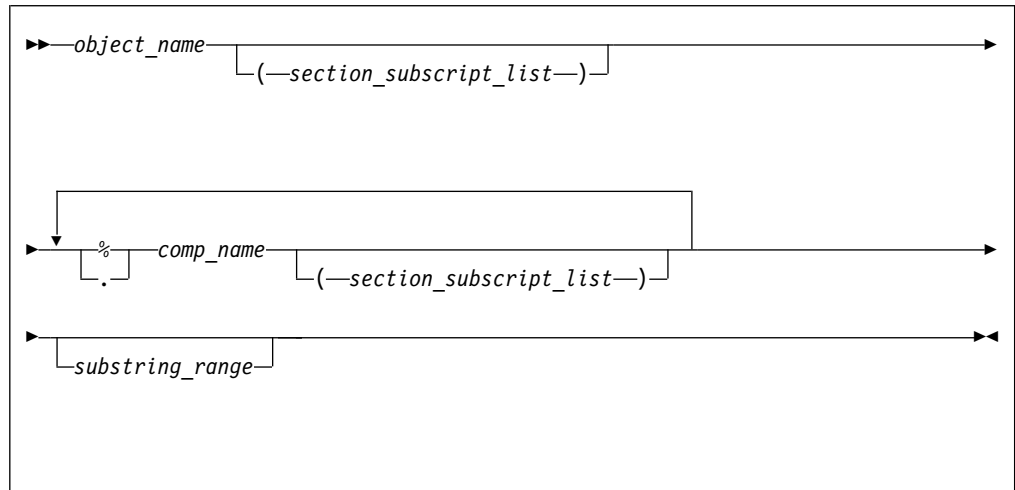 object_name
(section_subscript_list)
% comp_name
. (section_subscript_list)
substring_range